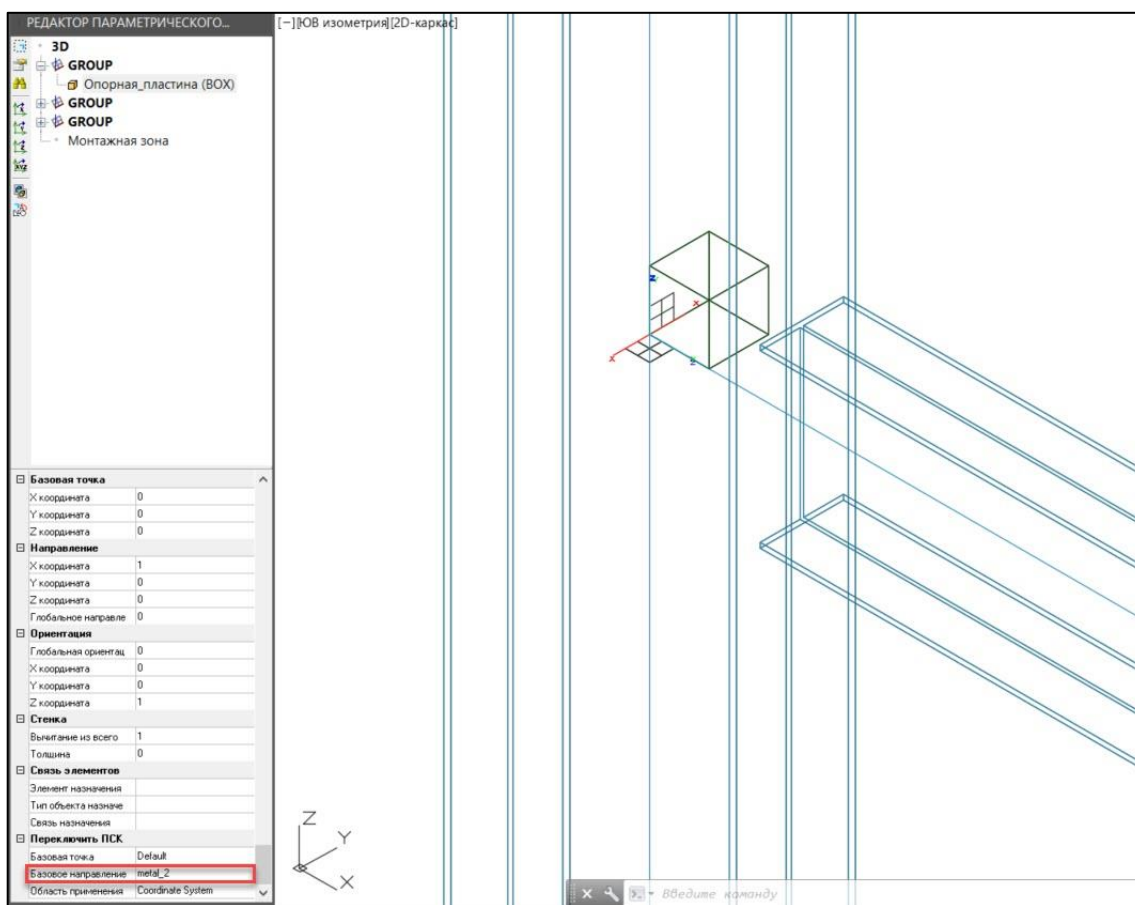 РЕДАКТОР ПАРАМЕТРИЧЕСКОГО...
[−][ЮВ изометрия][2D-каркас]
3D
GROUP
Опорная_пластина (BOX)
GROUP
GROUP
Монтажная зона
Базовая точка
X координата 0
Y координата 0
Z координата 0
Направление
X координата 1
Y координата 0
Z координата 0
Глобальное направле 0
Ориентация
Глобальная ориентац 0
X координата 0
Y координата 0
Z координата 1
Стенка
Вычитание из всего 1
Толщина 0
Связь элементов
Элемент назначения
Тип объекта назначе
Связь назначения
Переключить ПСК
Базовая точка Default
Базовое направление metal_2
Область применения Coordinate System
z
x
x
z
Z
Y
X
Введите команду